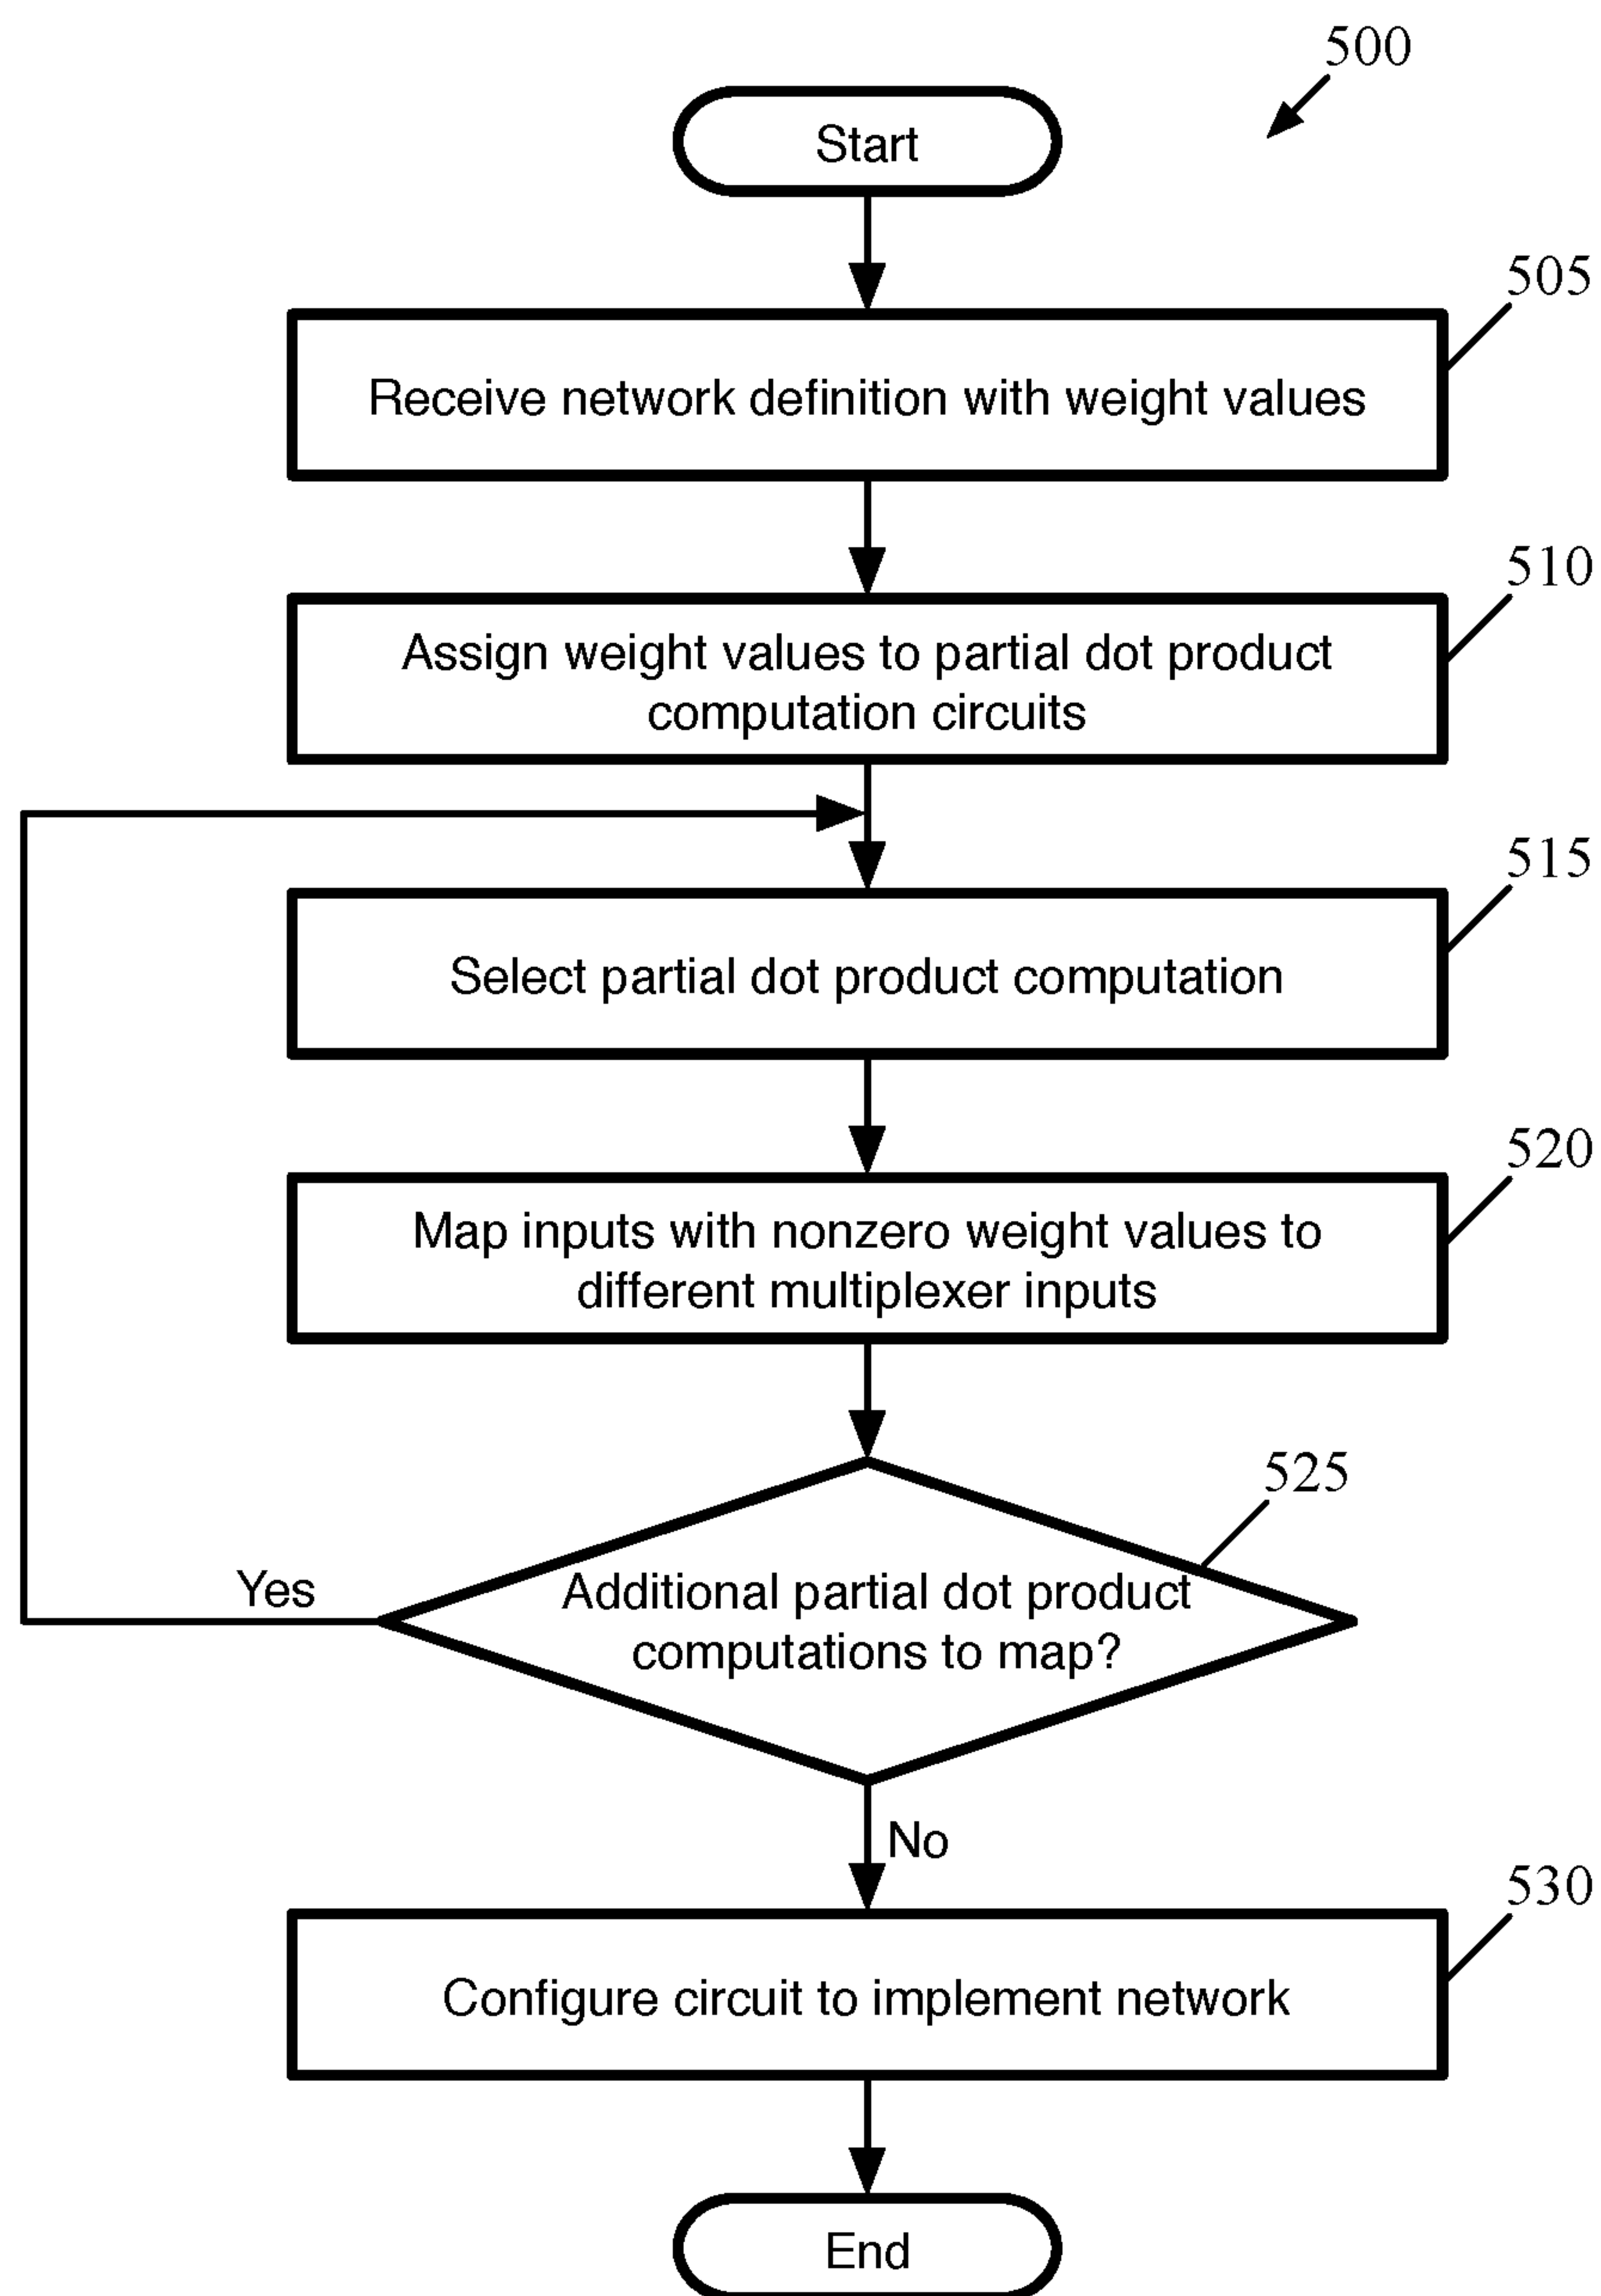 500
Start
505
Receive network definition with weight values
510
Assign weight values to partial dot product
computation circuits
515
Select partial dot product computation
520
Map inputs with nonzero weight values to
different multiplexer inputs
525
Additional partial dot product
computations to map?
Yes
No
530
Configure circuit to implement network
End